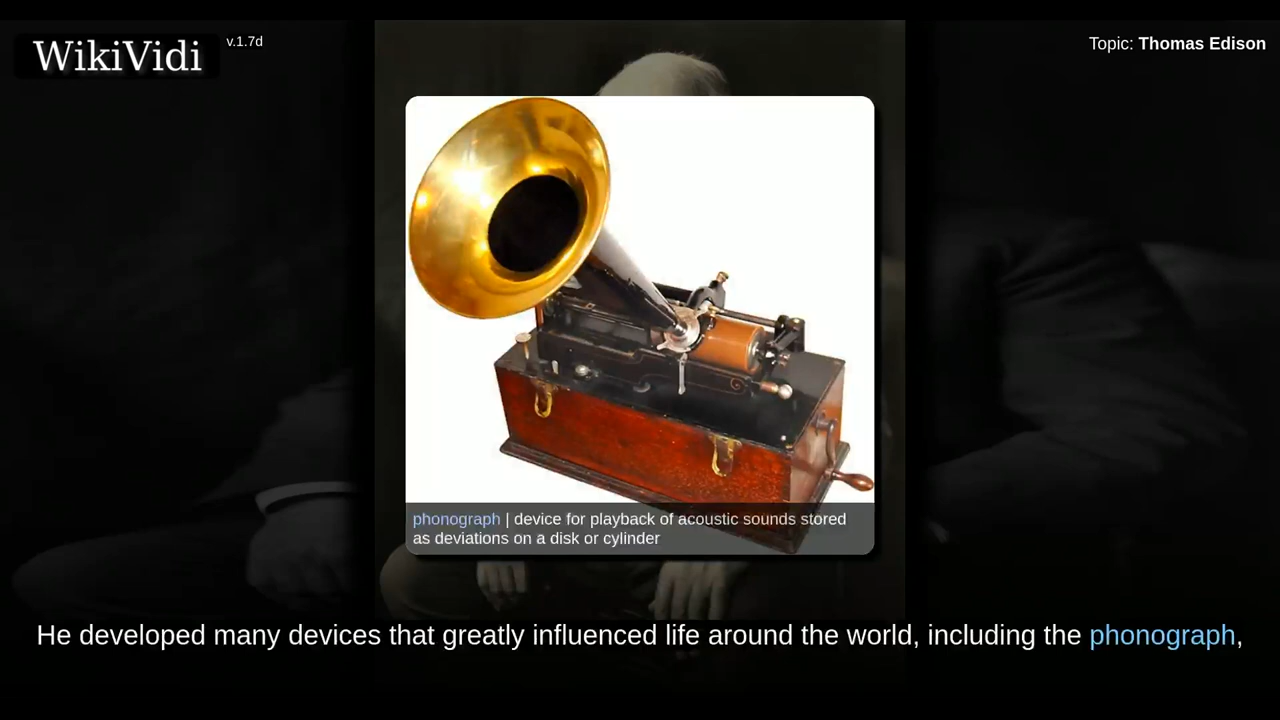 WikiVidi v.1.7d
Topic: Thomas Edison
phonograph | device for playback of acoustic sounds stored
as deviations on a disk or cylinder
He developed many devices that greatly influenced life around the world, including the phonograph,